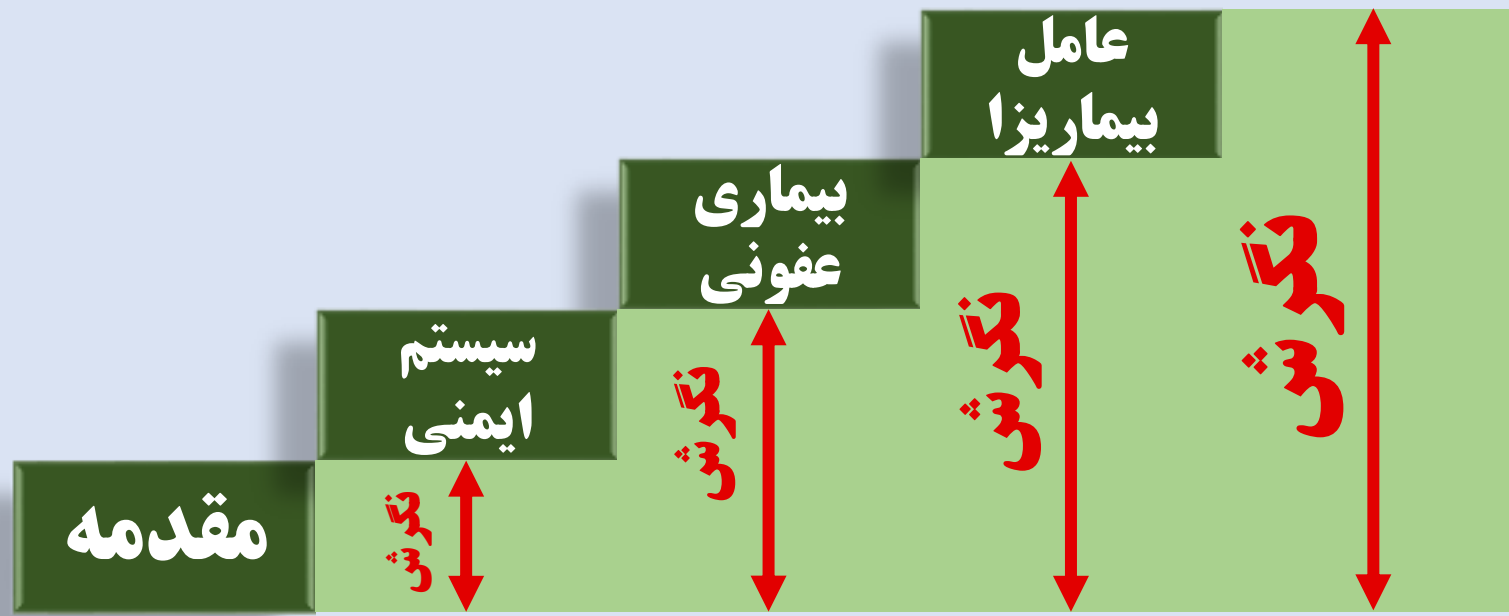 عامل
بیماریزا
بیماری
عفونی
سیستم
ایمنی
مقدمه
نگرش
نگرش
نگرش
نگرش